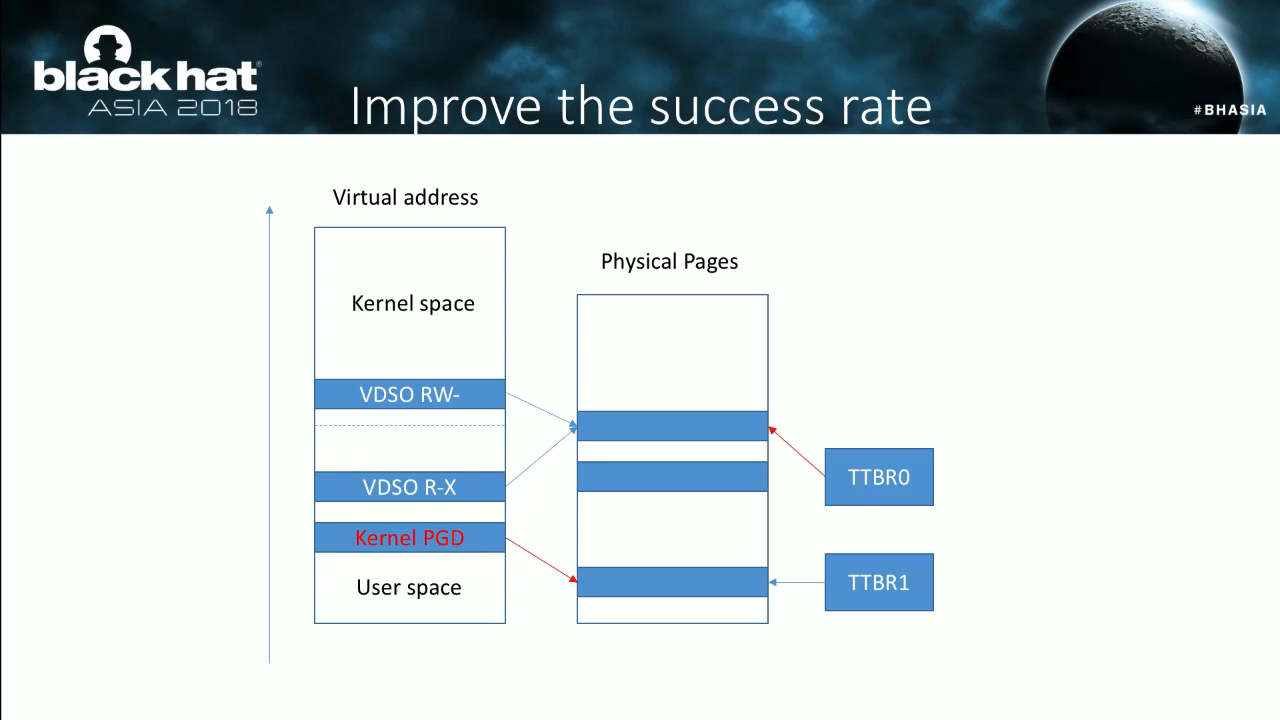 black hat®
ASIA 2018
Improve the success rate
#BHASIA
Virtual address
Physical Pages
Kernel space
VDSO RW-
VDSO R-X
TTBR0
Kernel PGD
TTBR1
User space